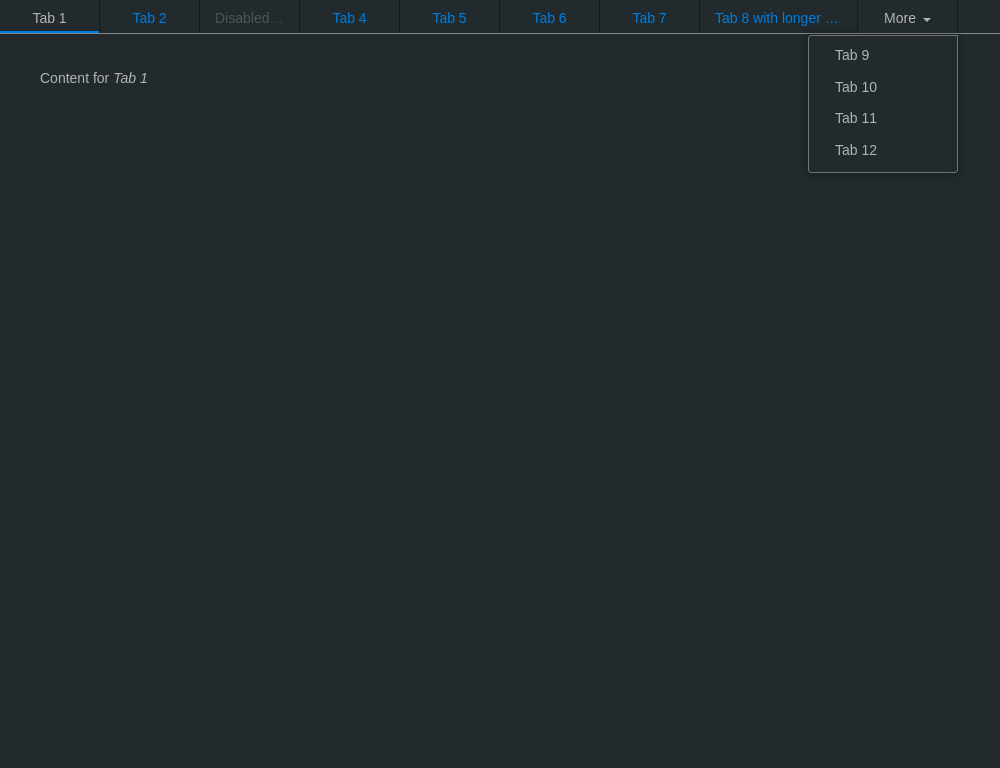 Tab 1
Tab 2
Disabled…
Tab 4
Tab 5
Tab 6
Tab 7
Tab 8 with longer …
More
Tab 9
Tab 10
Tab 11
Tab 12
Content for Tab 1